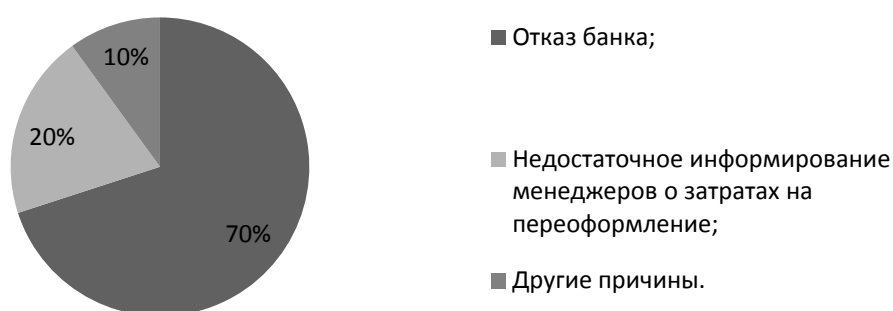 10%
20%
70%
Отказ банка;
Недостаточное информирование
менеджеров о затратах на
переоформление;
Другие причины.